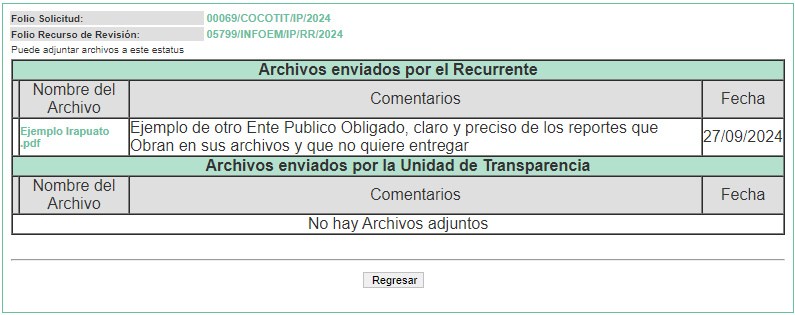 Folio Solicitud: 00069/COCOTIT/IP/2024
Folio Recurso de Revisión: 05799/INFOEM/IP/RR/2024
Puede adjuntar archivos a este estatus
Archivos enviados por el Recurrente
Nombre del
Archivo
Comentarios
Fecha
Ejemplo Irapuato
.pdf
Ejemplo de otro Ente Publico Obligado, claro y preciso de los reportes que
Obran en sus archivos y que no quiere entregar
27/09/2024
Archivos enviados por la Unidad de Transparencia
Nombre del
Archivo
Comentarios
Fecha
No hay Archivos adjuntos
Regresar